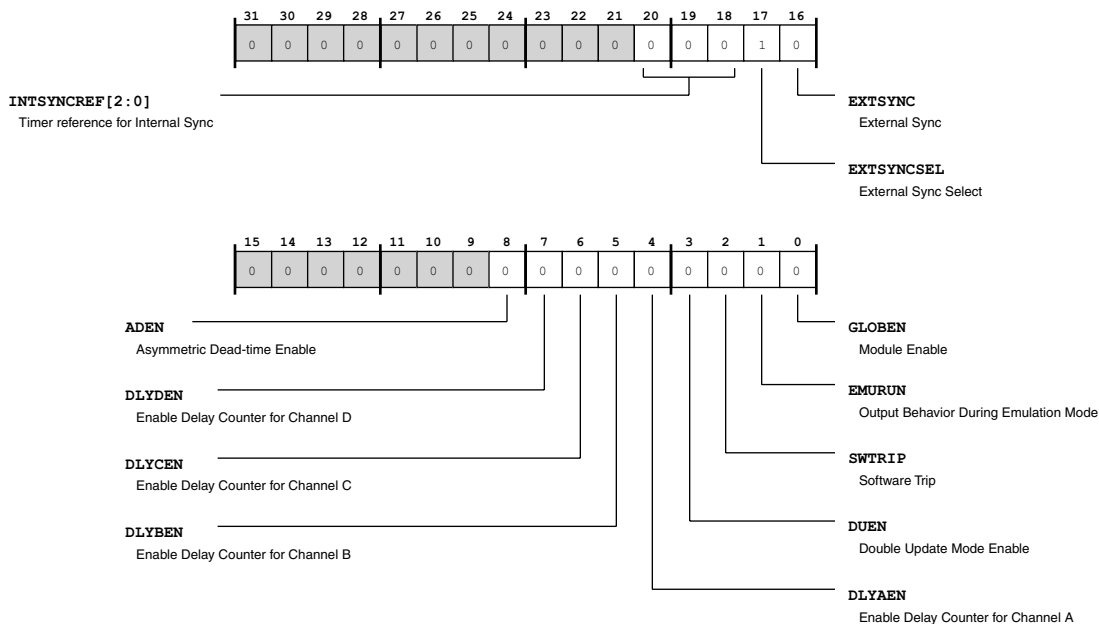 31 30 29 28 27 26 25 24 23 22 21 20 19 18 17 16
0 0 0 0 0 0 0 0 0 0 0 0 0 0 1 0
INTSYNCREF[2:0]
Timer reference for Internal Sync
EXTSYNC
External Sync
EXTSYNCSEL
External Sync Select
15 14 13 12 11 10 9 8 7 6 5 4 3 2 1 0
0 0 0 0 0 0 0 0 0 0 0 0 0 0 0 0
ADEN
Asymmetric Dead-time Enable
DLYDEN
Enable Delay Counter for Channel D
DLYCEN
Enable Delay Counter for Channel C
DLYBEN
Enable Delay Counter for Channel B
GLOBEN
Module Enable
EMURUN
Output Behavior During Emulation Mode
SWTRIP
Software Trip
DUEN
Double Update Mode Enable
DLYAEN
Enable Delay Counter for Channel A